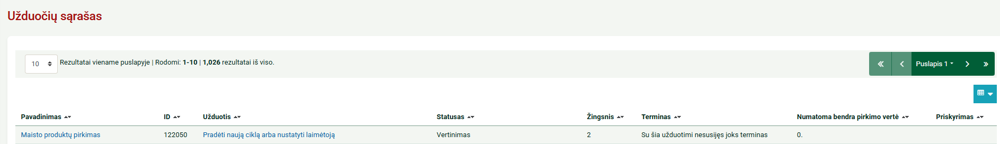 Užduočių sąrašas
10 Rezultatai viename puslapyje | Rodomi: 1-10 | 1,026 rezultatai iš viso. Puslapis 1
Pavadinimas ID Užduotis Statusas Žingsnis Terminas Numatoma bendra pirkimo vertė Priskyrimas
Maisto produktų pirkimas 122050 Pradėti naują ciklą arba nustatyti laimėtoją Vertinimas 2 Su šia užduotimi nesusijęs joks terminas 0.